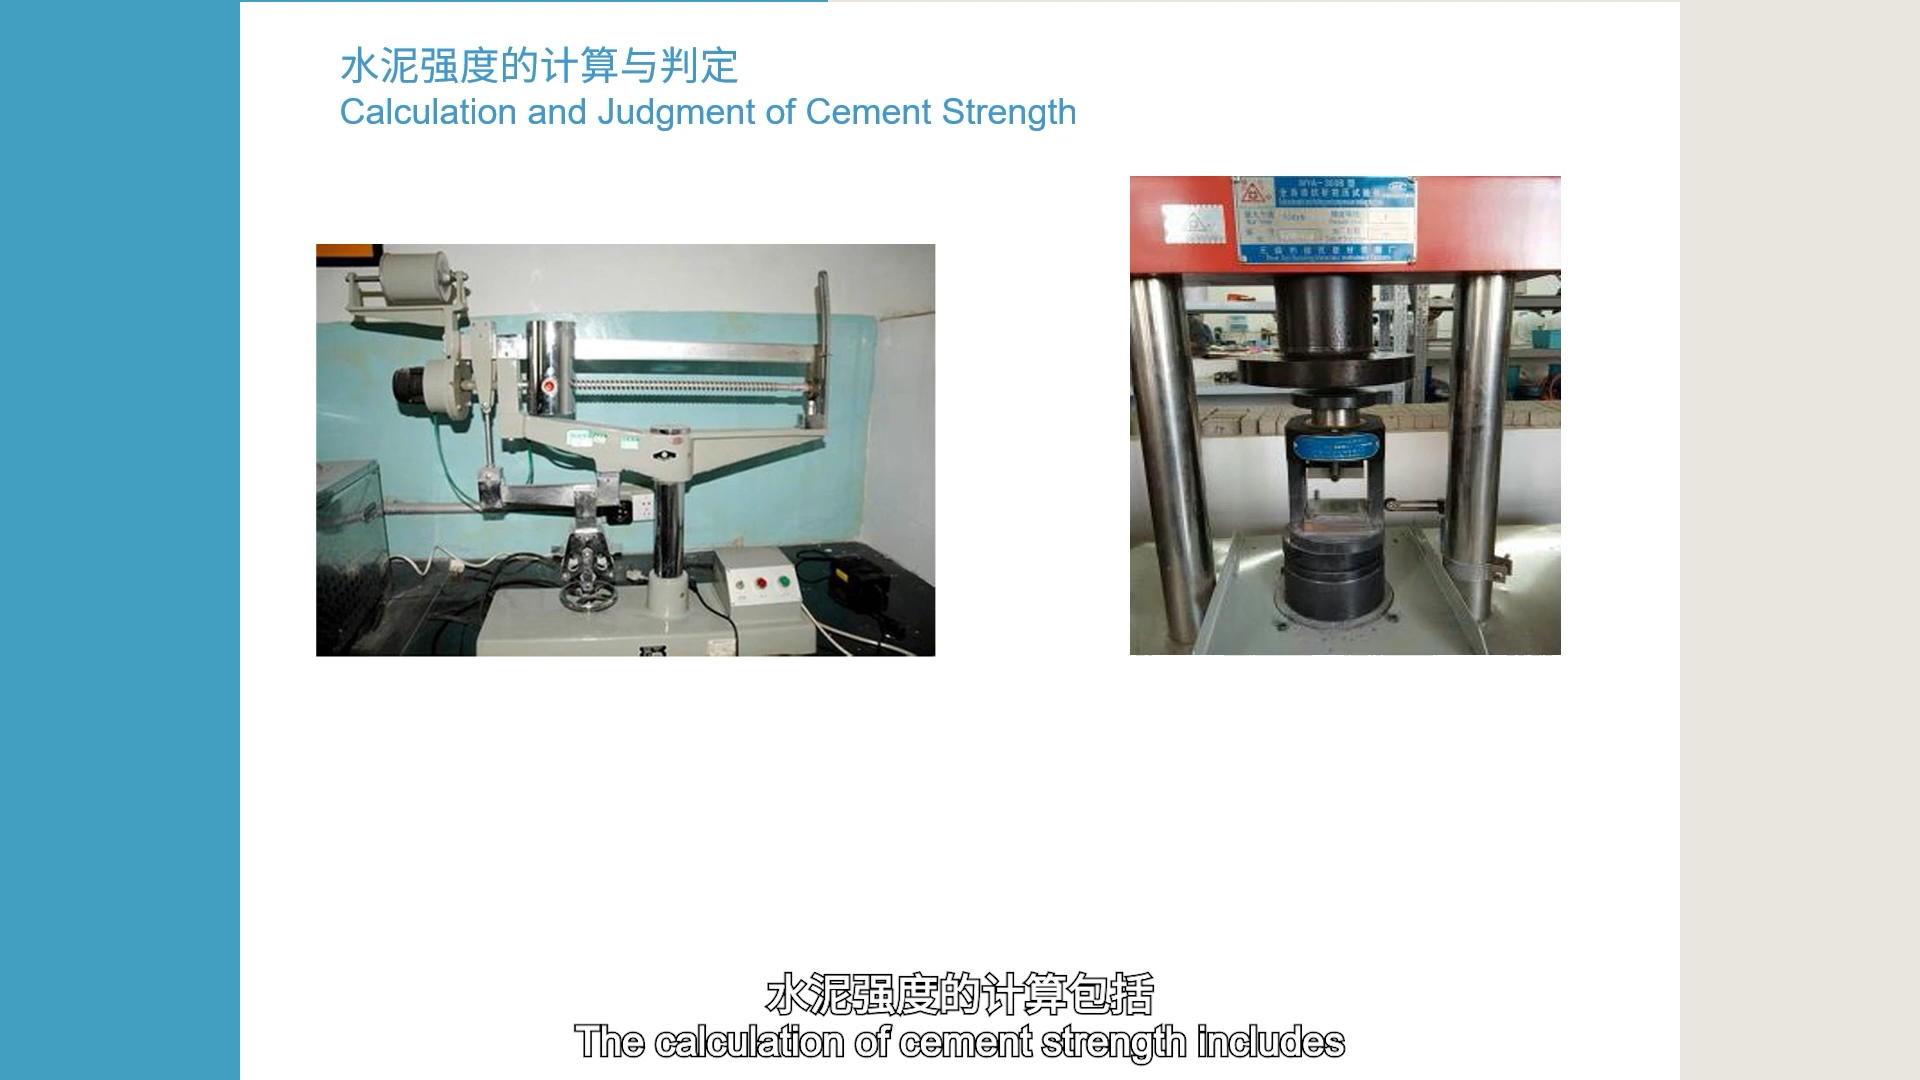 水泥强度的计算与判定
Calculation and Judgment of Cement Strength
水泥强度的计算包括
The calculation of cement strength includes